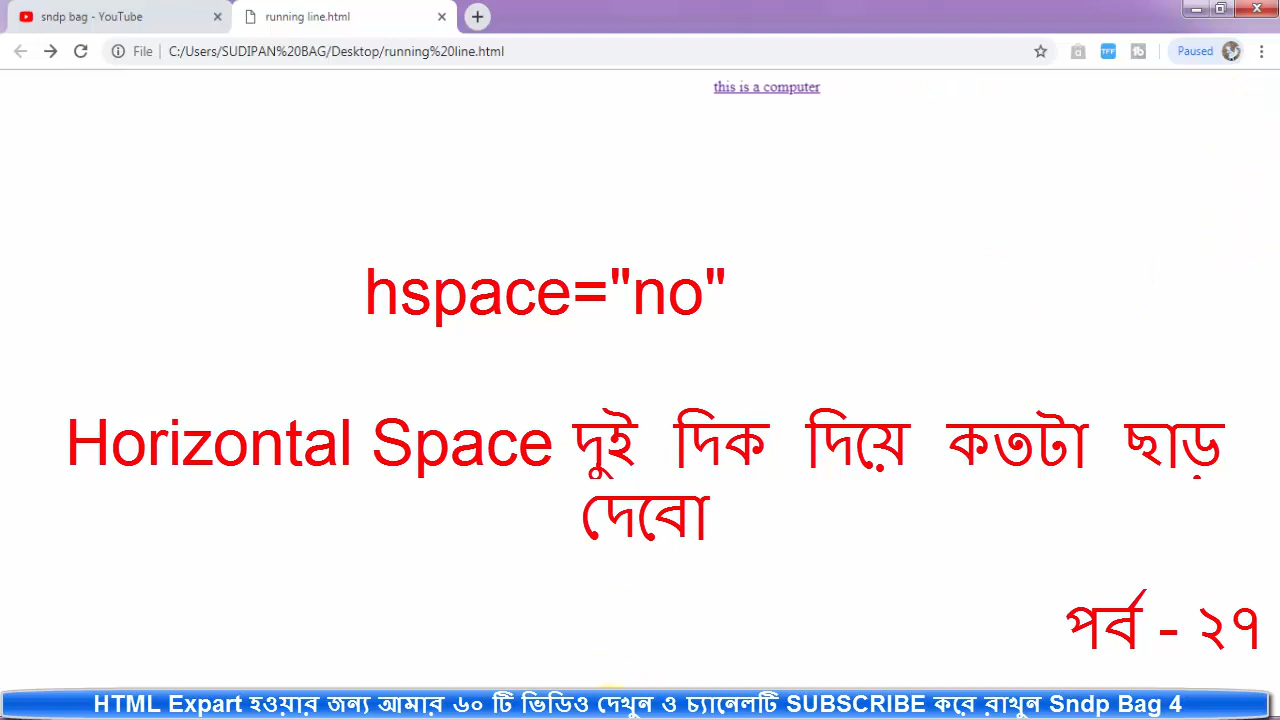 sndp bag - YouTube
running line.html
File
C:/Users/SUDIPAN%20BAG/Desktop/running%20line.html
TFF
Paused
this is a computer
hspace="no"
Horizontal Space দুই দিক দিয়ে কতটা ছাড়
দেবো
পর্ব - ২৭
HTML Expart হওয়ার জন্য আমার ৬০ টি ভিডিও দেখুন ও চ্যানেলটি SUBSCRIBE করে রাখুন Sndp Bag 4